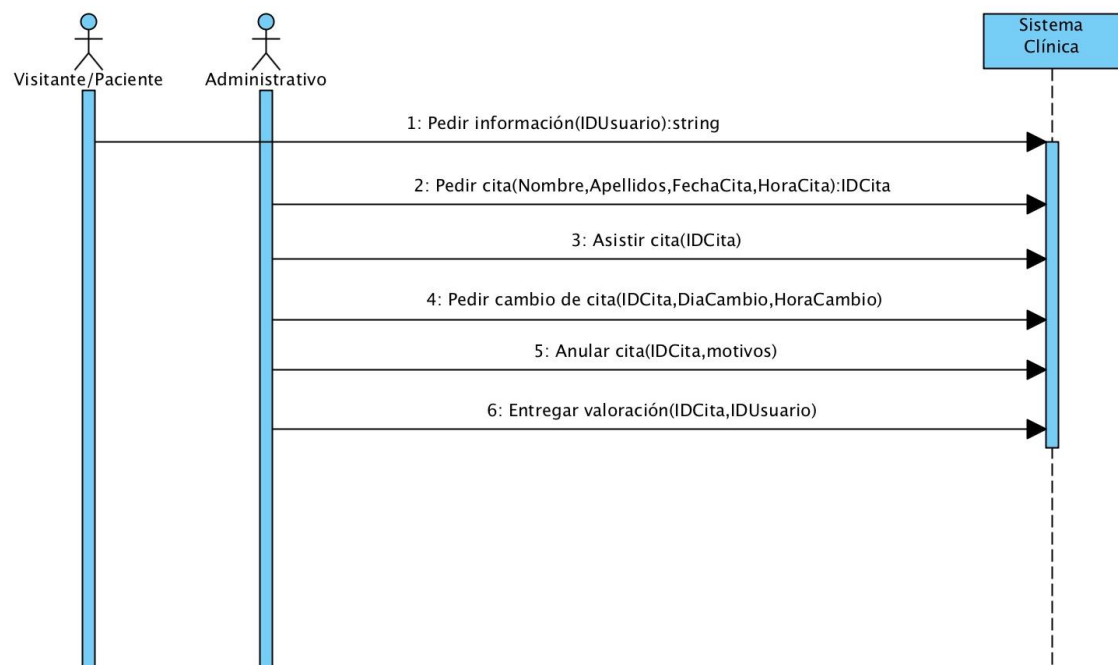 Sistema
Clínica
Visitante/Paciente
Administrativo
1: Pedir información(IDUsuario):string
2: Pedir cita(Nombre,Apellidos,FechaCita,HoraCita):IDCita
3: Asistir cita(IDCita)
4: Pedir cambio de cita(IDCita,DiaCambio,HoraCambio)
5: Anular cita(IDCita,motivos)
6: Entregar valoración(IDCita,IDUsuario)